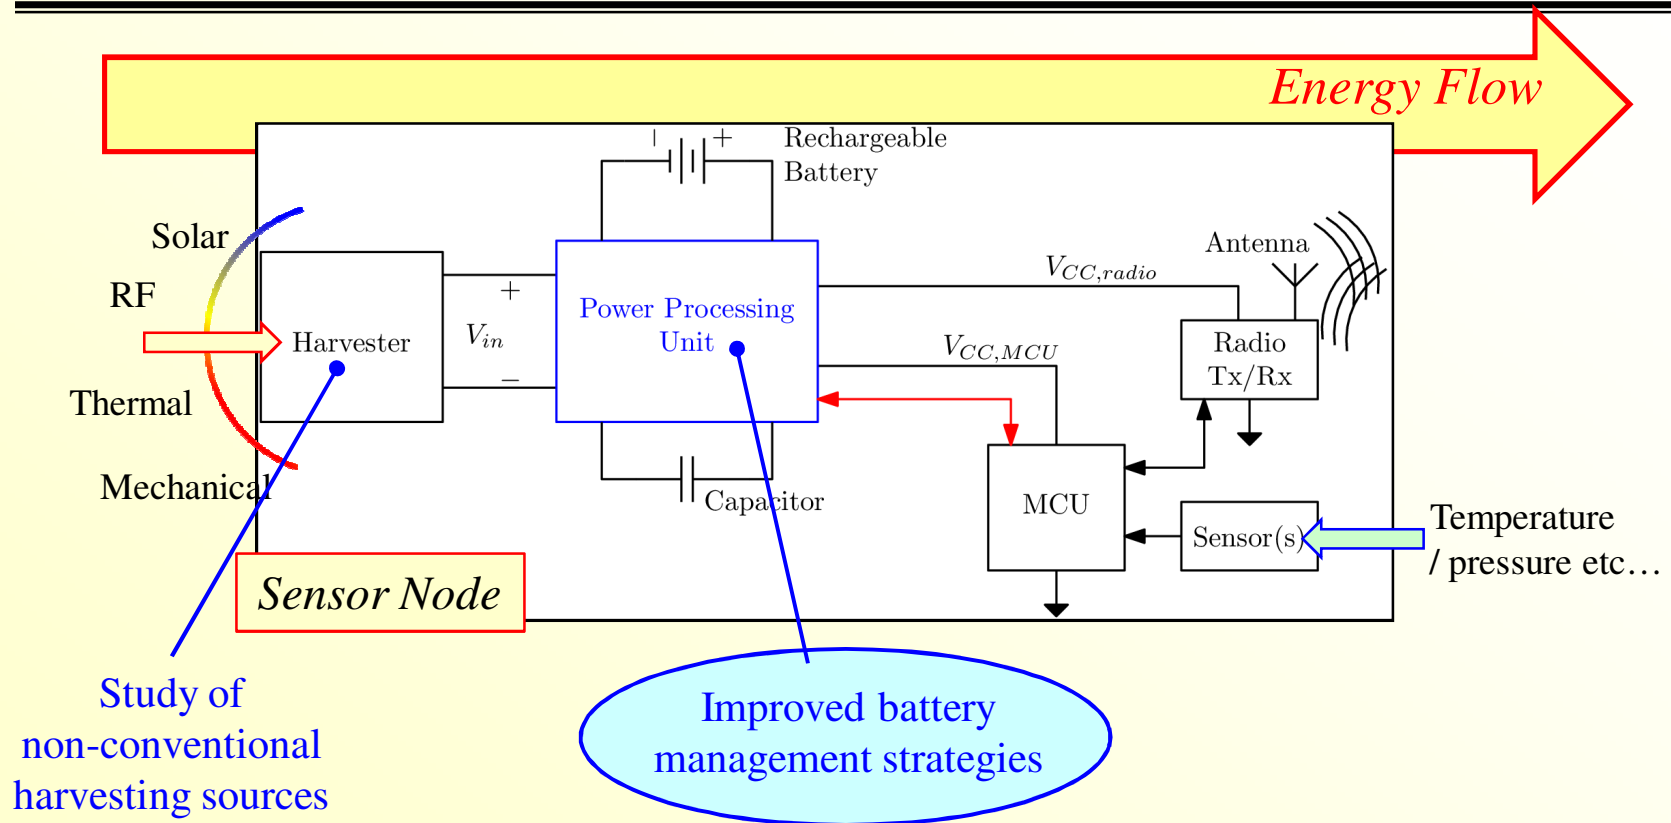 Energy Flow
Rechargeable
Battery
Solar
RF
Thermal
Mechanical
Harvester
+
V_in
−
Power Processing
Unit
Capacitor
V_CC,radio
V_CC,MCU
Antenna
Radio
Tx/Rx
MCU
Sensor(s)
Temperature
/ pressure etc…
Sensor Node
Study of
non-conventional
harvesting sources
Improved battery
management strategies